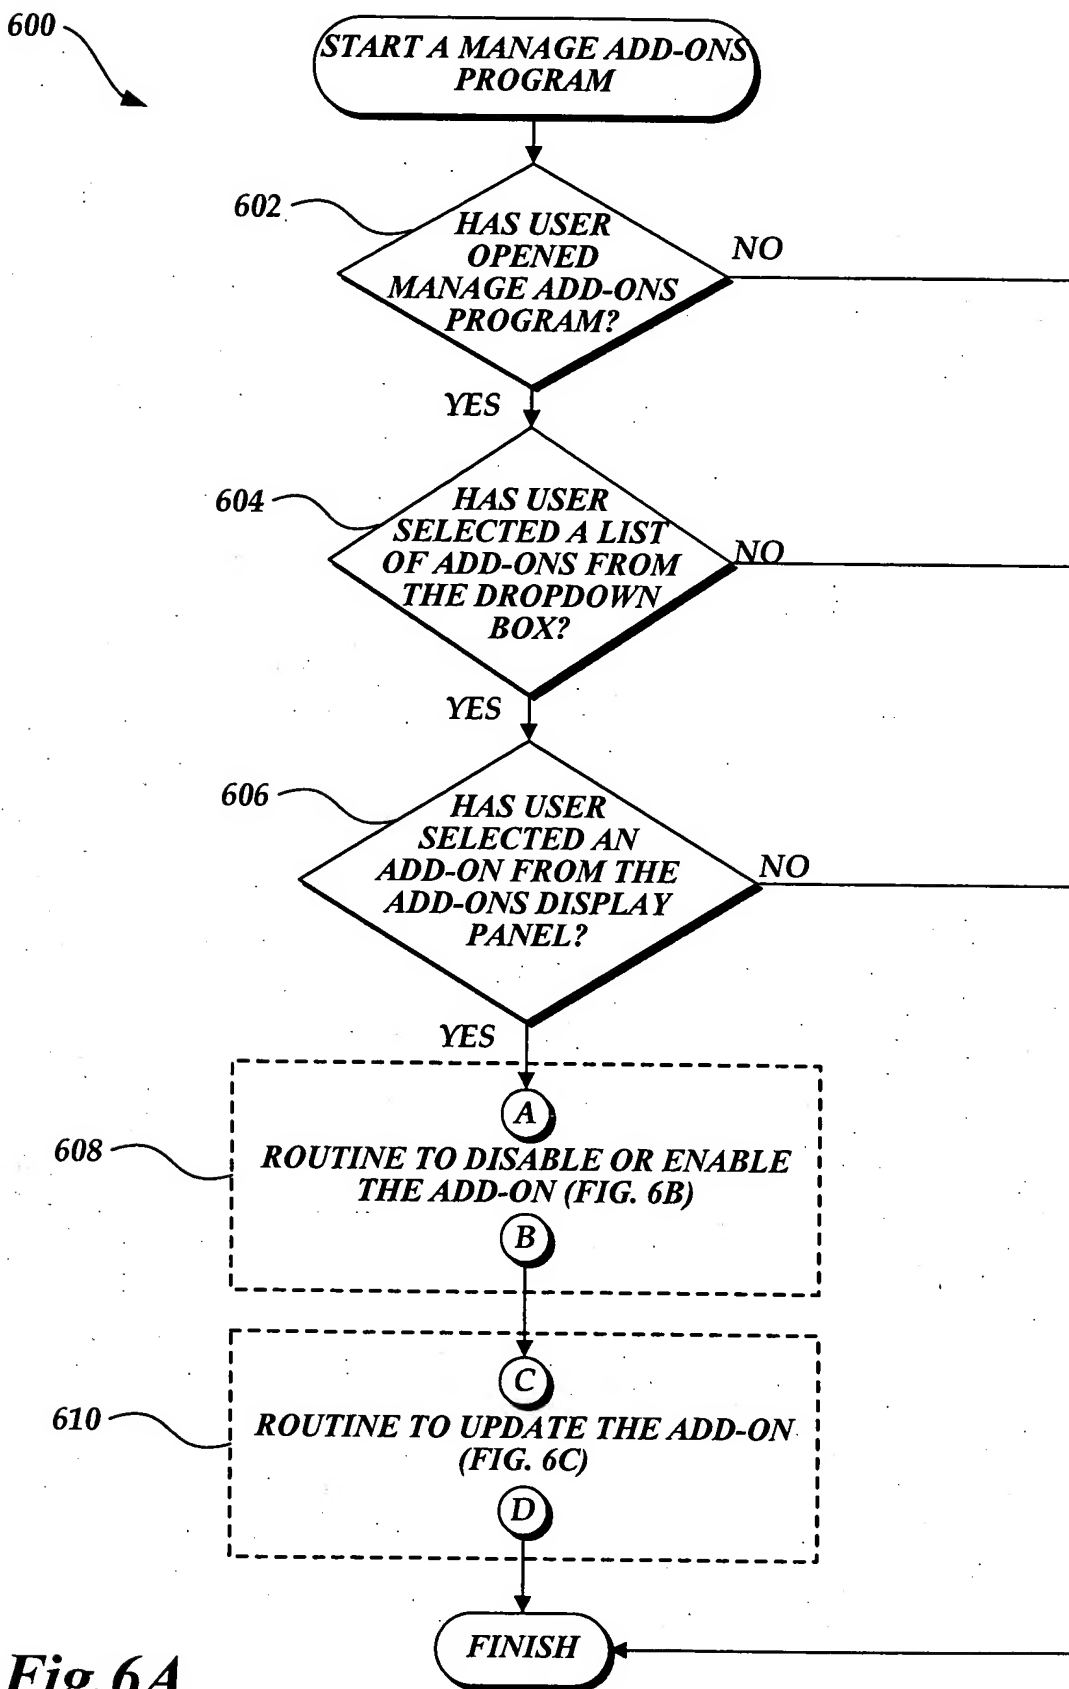 600
START A MANAGE ADD-ONS
PROGRAM
602
HAS USER
OPENED
MANAGE ADD-ONS
PROGRAM?
NO
YES
604
HAS USER
SELECTED A LIST
OF ADD-ONS FROM
THE DROPDOWN
BOX?
NO
YES
606
HAS USER
SELECTED AN
ADD-ON FROM THE
ADD-ONS DISPLAY
PANEL?
NO
YES
A
608
ROUTINE TO DISABLE OR ENABLE
THE ADD-ON (FIG. 6B)
B
C
610
ROUTINE TO UPDATE THE ADD-ON
(FIG. 6C)
D
FINISH
Fig. 6A